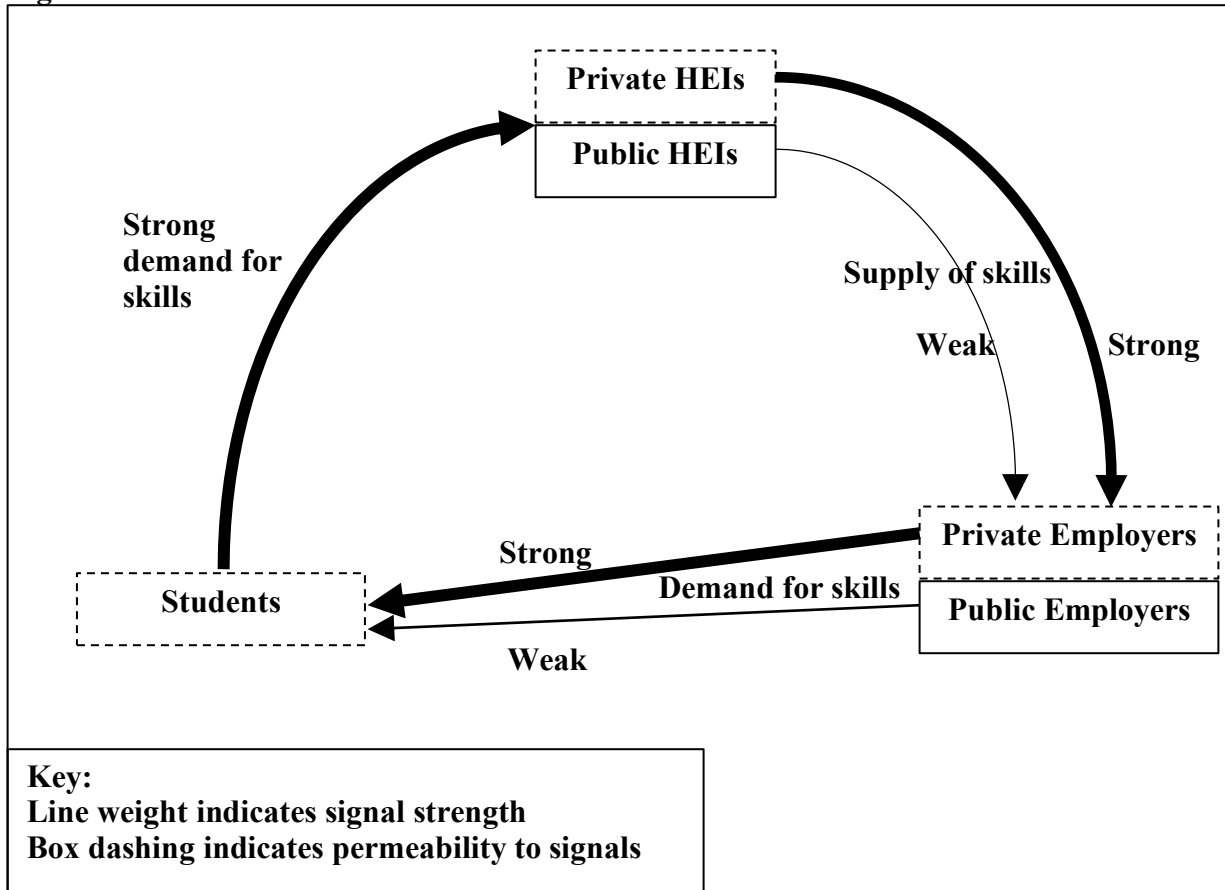 Private HEIs
Public HEIs
Strong
demand for
skills
Supply of skills
Weak
Strong
Private Employers
Strong
Demand for skills
Students
Public Employers
Weak
Key:
Line weight indicates signal strength
Box dashing indicates permeability to signals